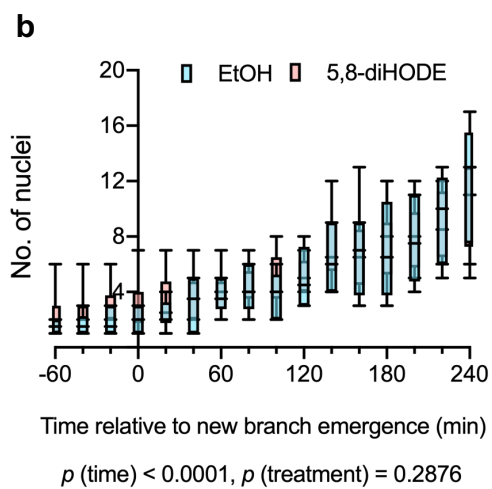 b
EtOH 5,8-diHODE
20
16
12
8
4
No. of nuclei
-60 0 60 120 180 240
Time relative to new branch emergence (min)
p (time) < 0.0001, p (treatment) = 0.2876